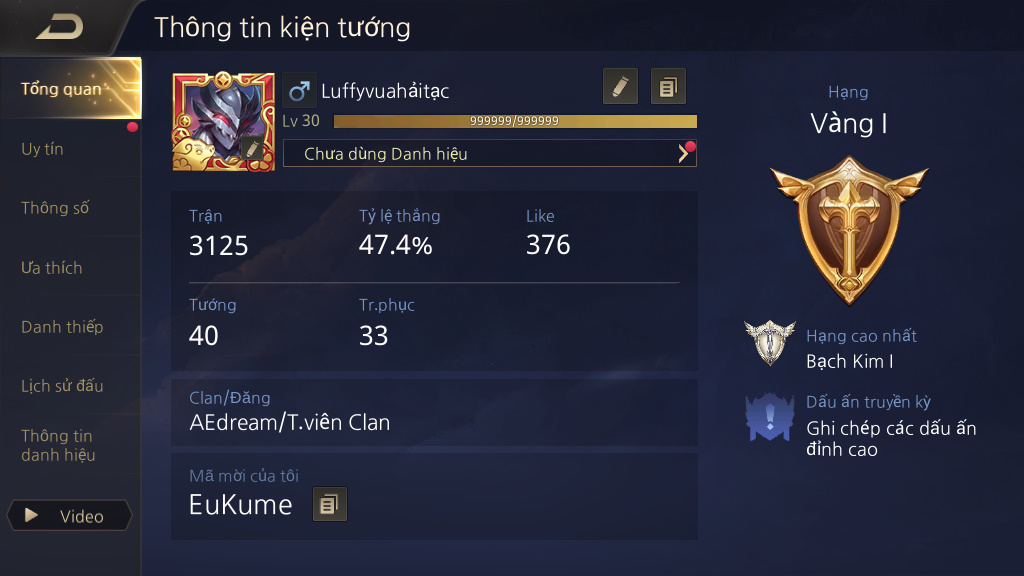 Thông tin kiện tướng
Tổng quan
Uy tín
Thông số
Ưa thích
Danh thiếp
Lịch sử đấu
Thông tin
danh hiệu
Video
Luffyvuahảitạc
Lv 30
999999/999999
Chưa dùng Danh hiệu
Trận
Tỷ lệ thắng
Like
3125
47.4%
376
Tướng
Tr.phục
40
33
Clan/Đăng
AEdream/T.viên Clan
Mã mời của tôi
EuKume
Hạng
Vàng I
Hạng cao nhất
Bạch Kim I
Dấu ấn truyền kỳ
Ghi chép các dấu ấn
đỉnh cao